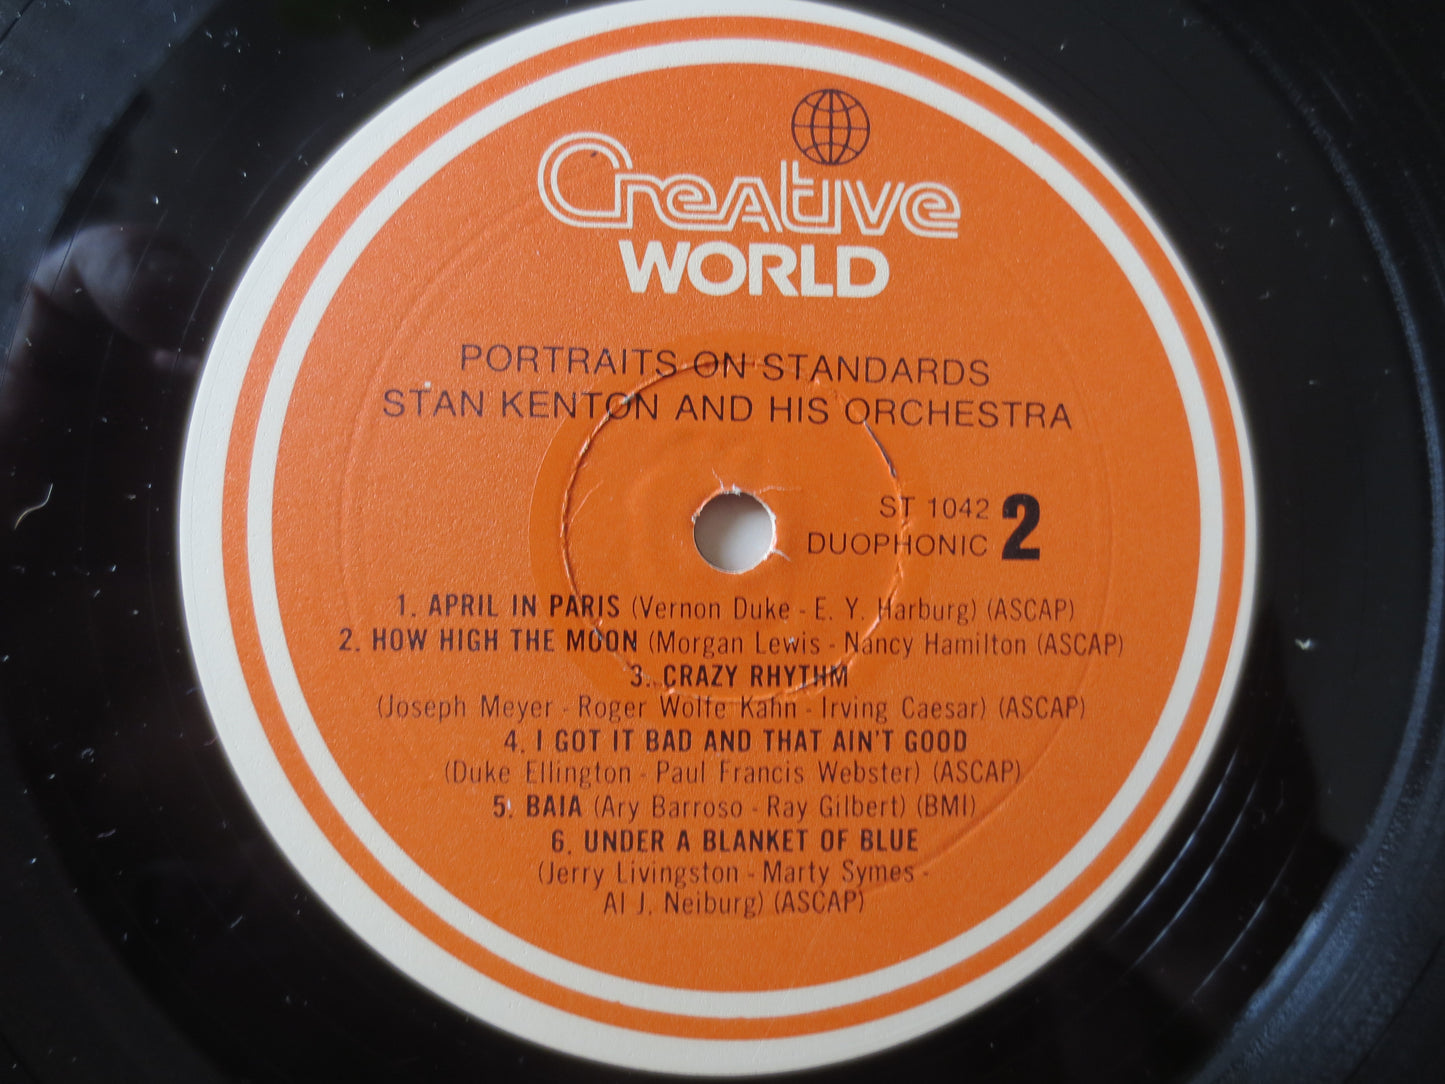 Creative
WORLD
PORTRAITS ON STANDARDS
STAN KENTON AND HIS ORCHESTRA
ST 1042 2
DUOPHONIC
1. APRIL IN PARIS (Vernon Duke - E. Y. Harburg) (ASCAP)
2. HOW HIGH THE MOON (Morgan Lewis - Nancy Hamilton (ASCAP)
3. CRAZY RHYTHM
(Joseph Meyer - Roger Wolfe Kahn - Irving Caesar) (ASCAP)
4. I GOT IT BAD AND THAT AIN'T GOOD
(Duke Ellington - Paul Francis Webster) (ASCAP)
5. BAIA (Ary Barroso - Ray Gilbert) (BMI)
6. UNDER A BLANKET OF BLUE
(Jerry Livingston - Marty Symes -
Al J. Neiburg) (ASCAP)